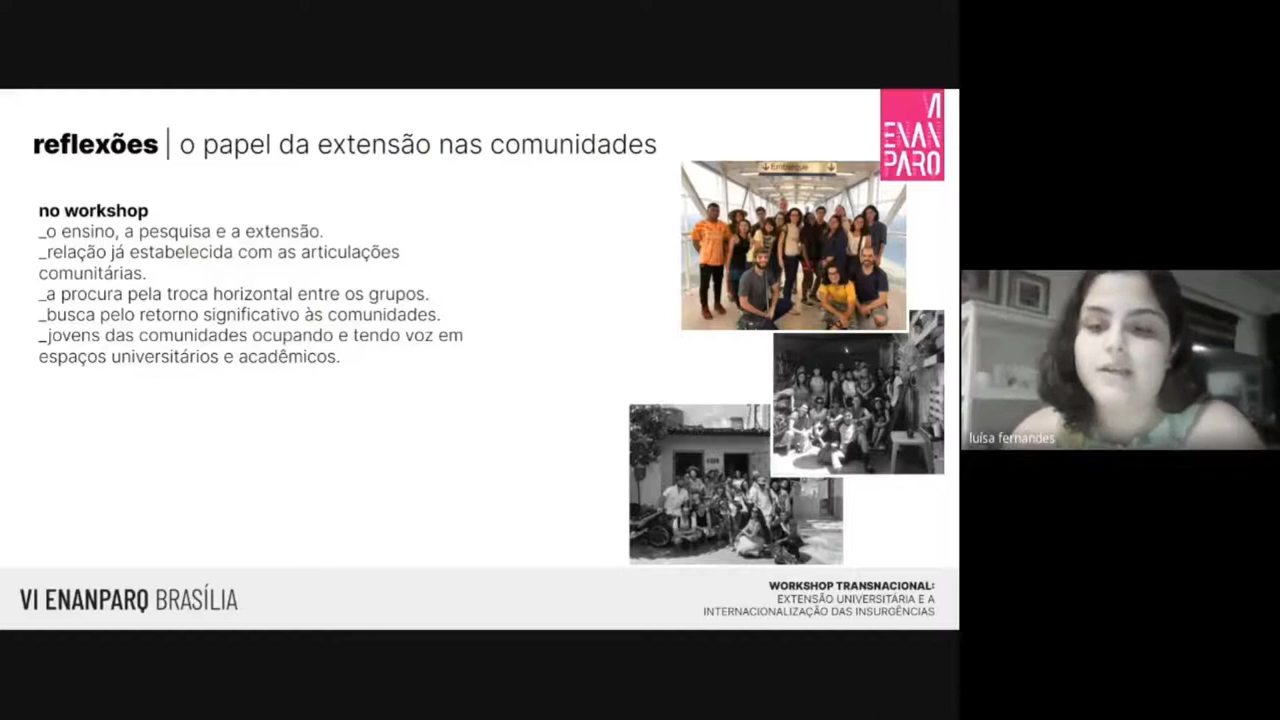 reflexões | o papel da extensão nas comunidades
VI
ENAN
PARQ
Embarque
no workshop
_o ensino, a pesquisa e a extensão.
_relação já estabelecida com as articulações
comunitárias.
_a procura pela troca horizontal entre os grupos.
_busca pelo retorno significativo às comunidades.
_jovens das comunidades ocupando e tendo voz em
espaços universitários e acadêmicos.
luísa fernandes
VI ENANPARQ BRASÍLIA
WORKSHOP TRANSNACIONAL:
EXTENSÃO UNIVERSITÁRIA E A
INTERNACIONALIZAÇÃO DAS INSURGÊNCIAS